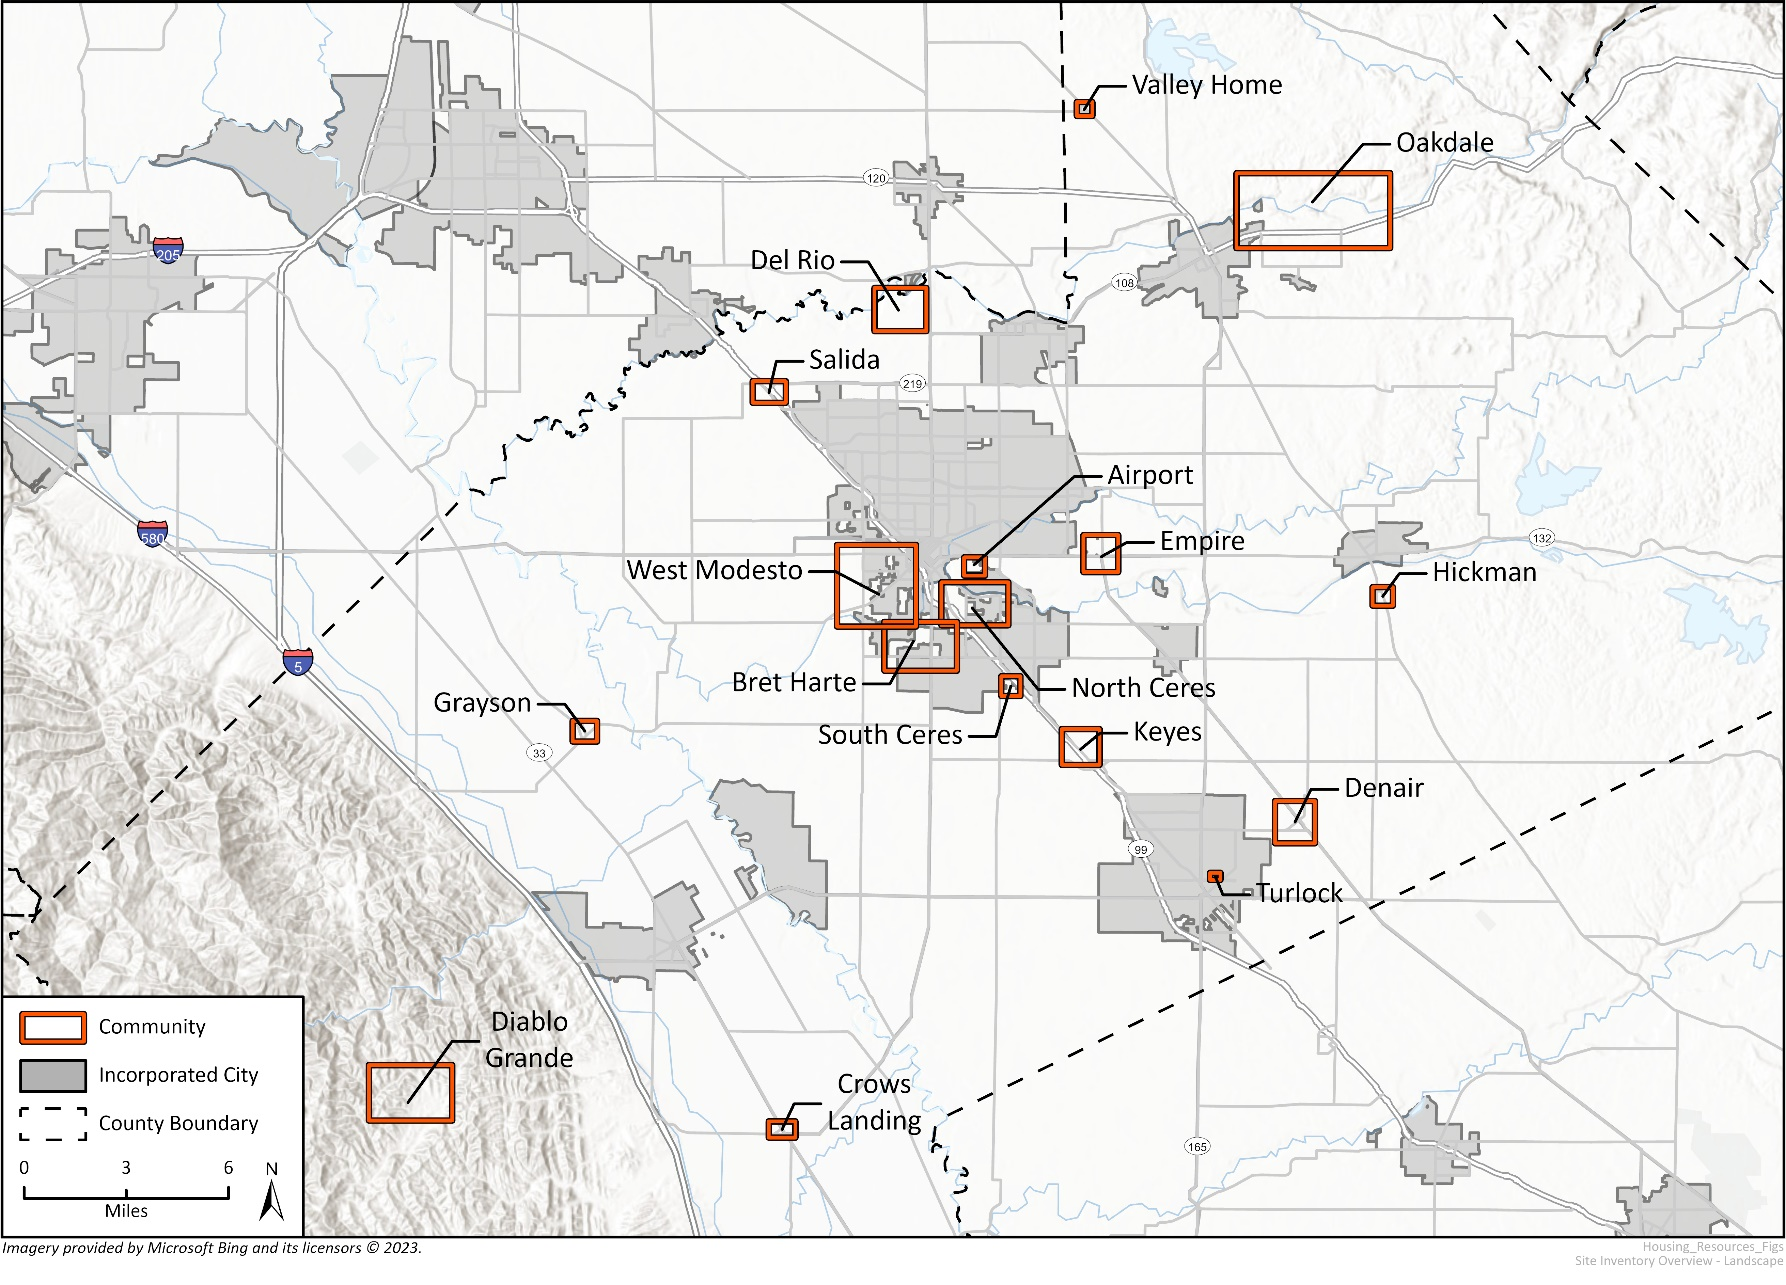 Valley Home
Oakdale
120
205
Del Rio
108
Salida
219
Airport
580
Empire
132
West Modesto
Hickman
5
Bret Harte
North Ceres
Grayson
South Ceres
Keyes
33
Denair
99
Turlock
Diablo
Grande
Crows
Landing
165
Community
Incorporated City
County Boundary
0 3 6 N
Miles
Imagery provided by Microsoft Bing and its licensors © 2023.
Housing_Resources_Figs
Site Inventory Overview - Landscape